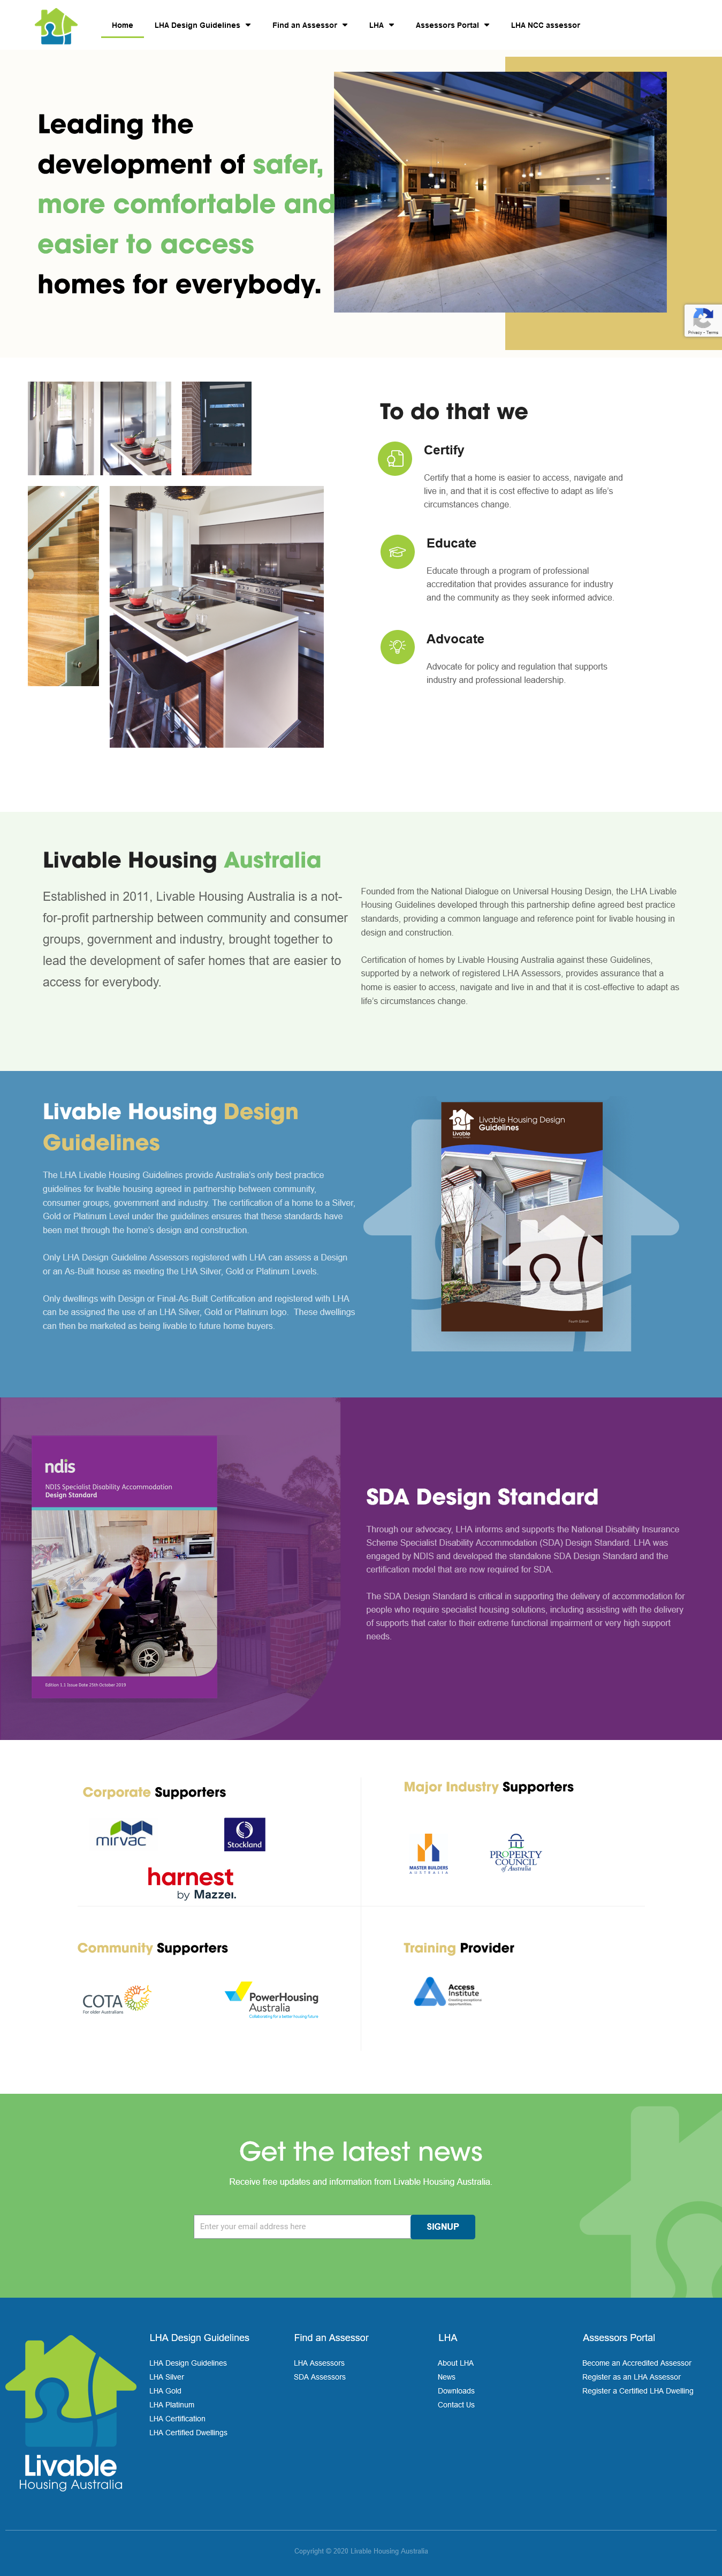 Home
LHA Design Guidelines
Find an Assessor
LHA
Assessors Portal
LHA NCC assessor
Leading the
development of safer,
more comfortable and
easier to access
homes for everybody.
Privacy - Terms
To do that we
Certify
Certify that a home is easier to access, navigate and
live in, and that it is cost effective to adapt as life's
circumstances change.
Educate
Educate through a program of professional
accreditation that provides assurance for industry
and the community as they seek informed advice.
Advocate
Advocate for policy and regulation that supports
industry and professional leadership.
Livable Housing Australia
Established in 2011, Livable Housing Australia is a not-
for-profit partnership between community and consumer
groups, government and industry, brought together to
lead the development of safer homes that are easier to
access for everybody.
Founded from the National Dialogue on Universal Housing Design, the LHA Livable
Housing Guidelines developed through this partnership define agreed best practice
standards, providing a common language and reference point for livable housing in
design and construction.
Certification of homes by Livable Housing Australia against these Guidelines,
supported by a network of registered LHA Assessors, provides assurance that a
home is easier to access, navigate and live in and that it is cost-effective to adapt as
life's circumstances change.
Livable Housing Design
Guidelines
The LHA Livable Housing Guidelines provide Australia's only best practice
guidelines for livable housing agreed in partnership between community,
consumer groups, government and industry. The certification of a home to a Silver,
Gold or Platinum Level under the guidelines ensures that these standards have
been met through the home's design and construction.
Only LHA Design Guideline Assessors registered with LHA can assess a Design
or an As-Built house as meeting the LHA Silver, Gold or Platinum Levels.
Only dwellings with Design or Final-As-Built Certification and registered with LHA
can be assigned the use of an LHA Silver, Gold or Platinum logo. These dwellings
can then be marketed as being livable to future home buyers.
Livable
Livable Housing Design
Guidelines
Fourth Edition
ndis
NDIS Specialist Disability Accommodation
Design Standard
Edition 1.1 Issue Date 25th October 2019
SDA Design Standard
Through our advocacy, LHA informs and supports the National Disability Insurance
Scheme Specialist Disability Accommodation (SDA) Design Standard. LHA was
engaged by NDIS and developed the standalone SDA Design Standard and the
certification model that are now required for SDA.
The SDA Design Standard is critical in supporting the delivery of accommodation for
people who require specialist housing solutions, including assisting with the delivery
of supports that cater to their extreme functional impairment or very high support
needs.
Corporate Supporters
mirvac
Stockland
harnest
by Mazzei.
Major Industry Supporters
MASTER BUILDERS
AUSTRALIA
PROPERTY
COUNCIL
of Australia
Community Supporters
COTA
For older Australians
PowerHousing
Australia
Collaborating for a better housing future
Training Provider
Access
Institute
Creating exceptional
opportunities.
Get the latest news
Receive free updates and information from Livable Housing Australia.
Enter your email address here
SIGNUP
Livable
Housing Australia
LHA Design Guidelines
LHA Design Guidelines
LHA Silver
LHA Gold
LHA Platinum
LHA Certification
LHA Certified Dwellings
Find an Assessor
LHA Assessors
SDA Assessors
LHA
About LHA
News
Downloads
Contact Us
Assessors Portal
Become an Accredited Assessor
Register as an LHA Assessor
Register a Certified LHA Dwelling
Copyright © 2020 Livable Housing Australia